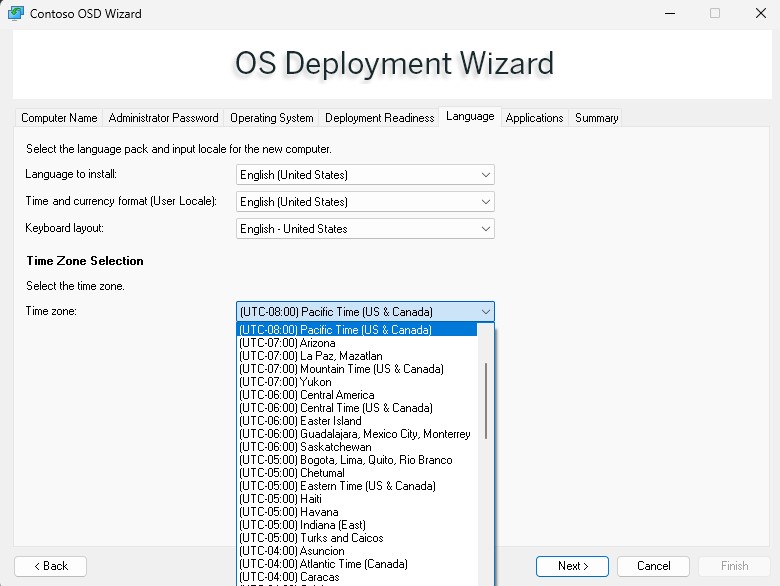 Contoso OSD Wizard
OS Deployment Wizard
Computer Name Administrator Password Operating System Deployment Readiness Language Applications Summary
Select the language pack and input locale for the new computer.
Language to install: English (United States)
Time and currency format (User Locale): English (United States)
Keyboard layout: English - United States
Time Zone Selection
Select the time zone.
Time zone: (UTC-08:00) Pacific Time (US & Canada)
(UTC-08:00) Pacific Time (US & Canada)
(UTC-07:00) Arizona
(UTC-07:00) La Paz, Mazatlan
(UTC-07:00) Mountain Time (US & Canada)
(UTC-07:00) Yukon
(UTC-06:00) Central America
(UTC-06:00) Central Time (US & Canada)
(UTC-06:00) Easter Island
(UTC-06:00) Guadalajara, Mexico City, Monterrey
(UTC-06:00) Saskatchewan
(UTC-05:00) Bogota, Lima, Quito, Rio Branco
(UTC-05:00) Chetumal
(UTC-05:00) Eastern Time (US & Canada)
(UTC-05:00) Haiti
(UTC-05:00) Havana
(UTC-05:00) Indiana (East)
(UTC-05:00) Turks and Caicos
(UTC-04:00) Asuncion
(UTC-04:00) Atlantic Time (Canada)
(UTC-04:00) Caracas
< Back Next > Cancel Finish